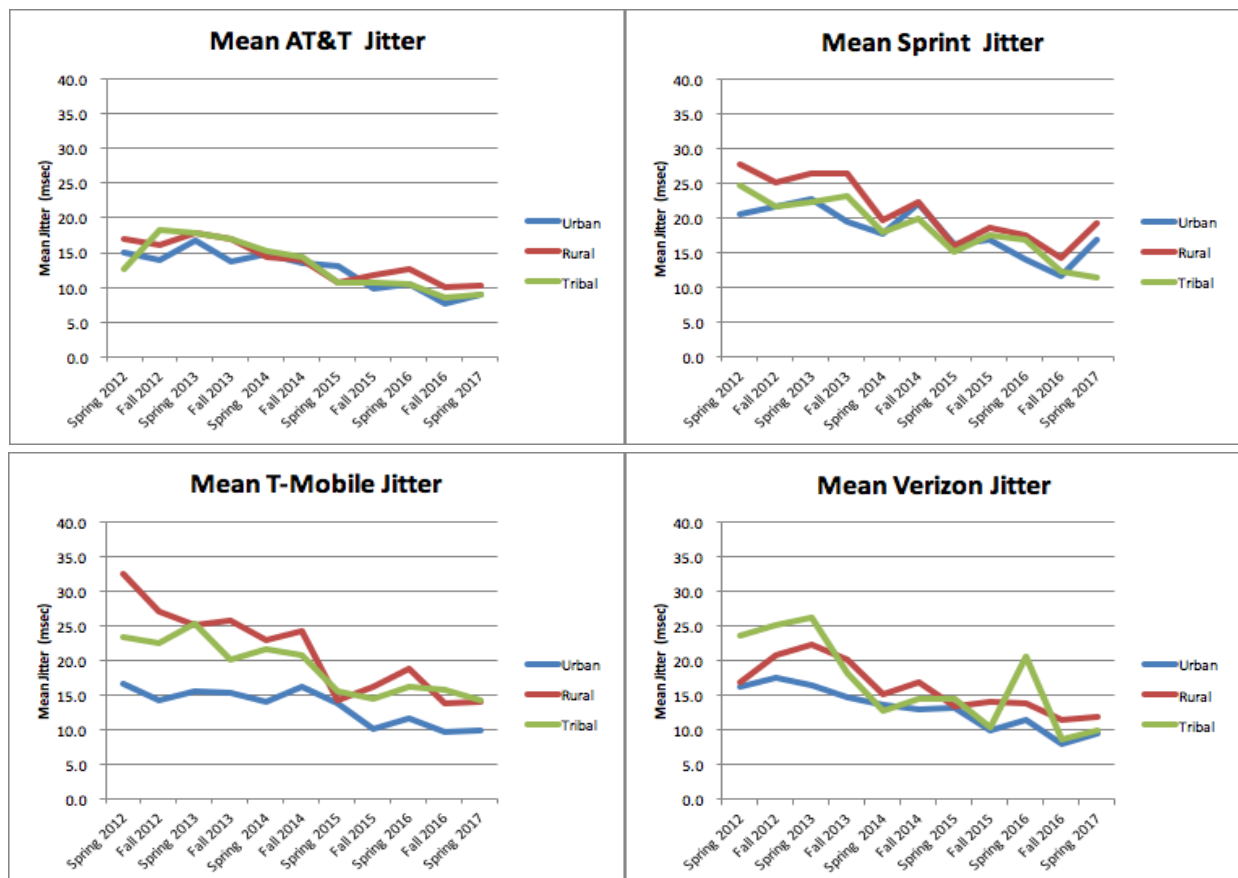 Mean AT&T Jitter
Mean Jitter (msec)
40.0
35.0
30.0
25.0
20.0
15.0
10.0
5.0
0.0
Spring 2012
Fall 2012
Spring 2013
Fall 2013
Spring 2014
Fall 2014
Spring 2015
Fall 2015
Spring 2016
Fall 2016
Spring 2017
Urban
Rural
Tribal
Mean Sprint Jitter
Mean Jitter (msec)
40.0
35.0
30.0
25.0
20.0
15.0
10.0
5.0
0.0
Spring 2012
Fall 2012
Spring 2013
Fall 2013
Spring 2014
Fall 2014
Spring 2015
Fall 2015
Spring 2016
Fall 2016
Spring 2017
Urban
Rural
Tribal
Mean T-Mobile Jitter
Mean Jitter (msec)
40.0
35.0
30.0
25.0
20.0
15.0
10.0
5.0
0.0
Spring 2012
Fall 2012
Spring 2013
Fall 2013
Spring 2014
Fall 2014
Spring 2015
Fall 2015
Spring 2016
Fall 2016
Spring 2017
Urban
Rural
Tribal
Mean Verizon Jitter
Mean Jitter (msec)
40.0
35.0
30.0
25.0
20.0
15.0
10.0
5.0
0.0
Spring 2012
Fall 2012
Spring 2013
Fall 2013
Spring 2014
Fall 2014
Spring 2015
Fall 2015
Spring 2016
Fall 2016
Spring 2017
Urban
Rural
Tribal